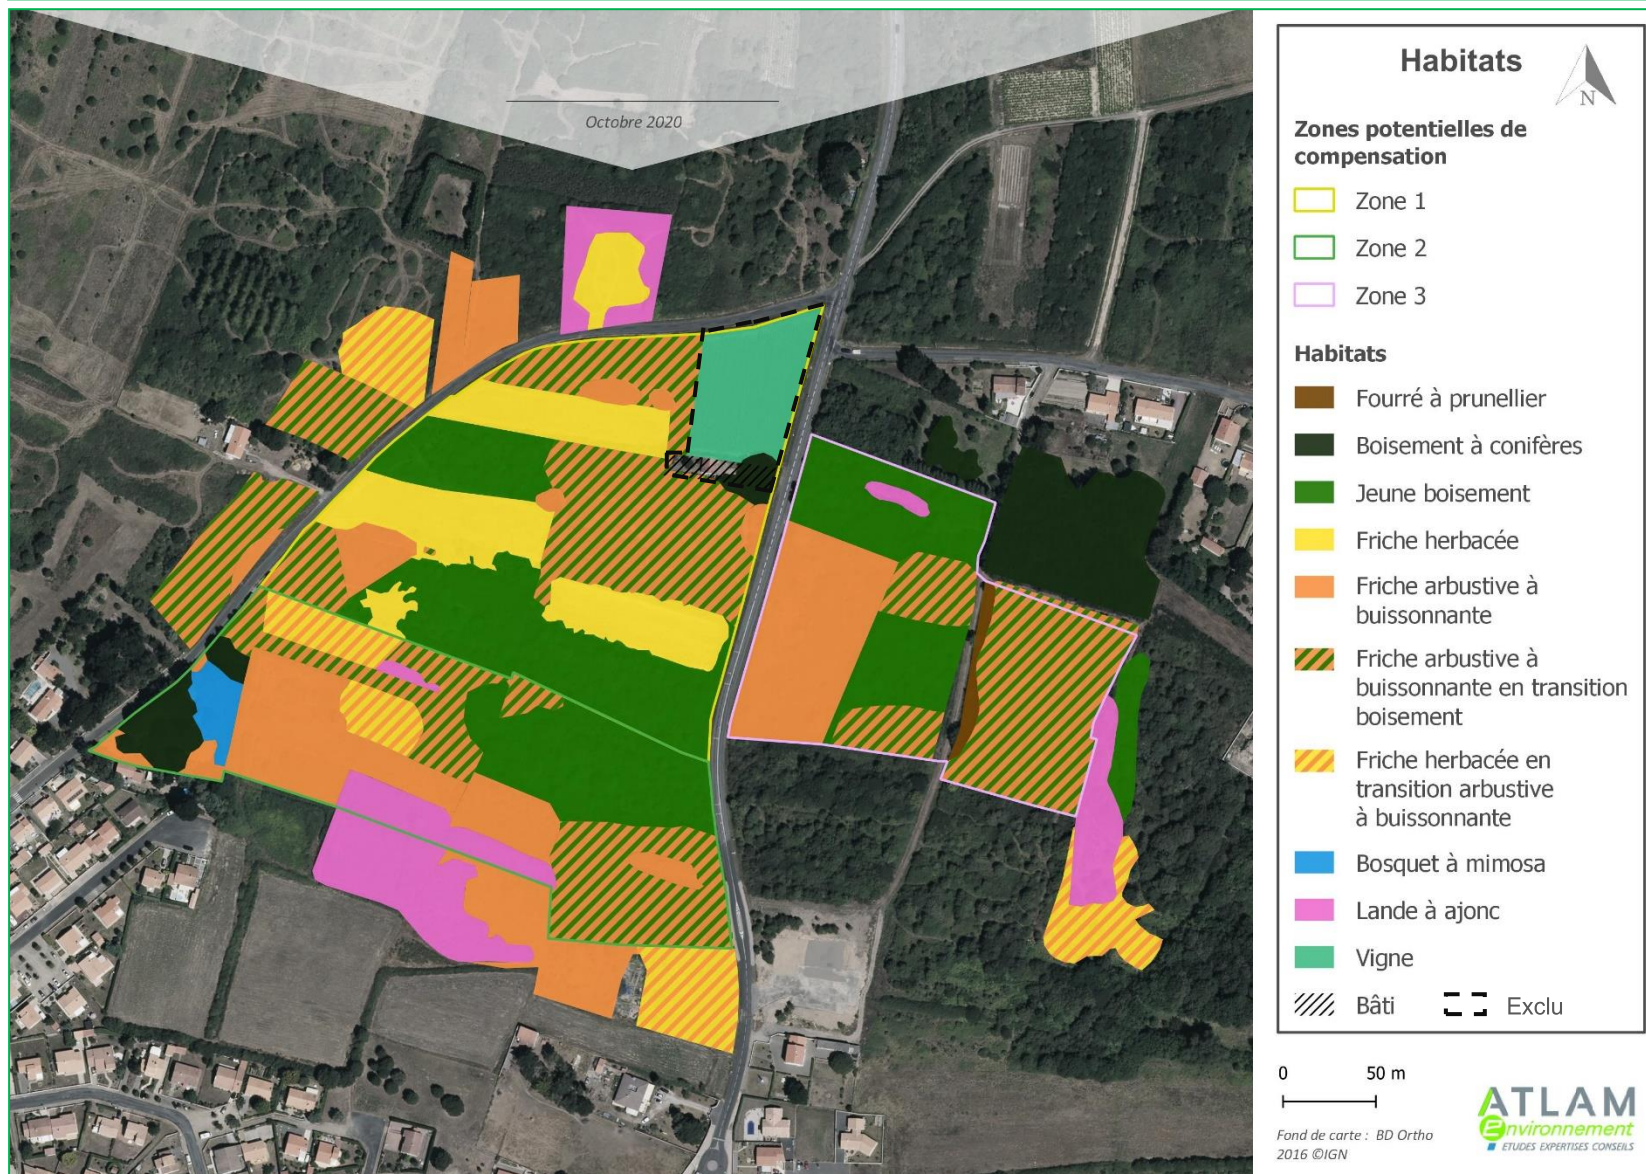 Octobre 2020
Habitats
N
Zones potentielles de
compensation
Zone 1
Zone 2
Zone 3
Habitats
Fourré à prunellier
Boisement à conifères
Jeune boisement
Friche herbacée
Friche arbustive à
buissonnante
Friche arbustive à
buissonnante en transition
boisement
Friche herbacée en
transition arbustive
à buissonnante
Bosquet à mimosa
Lande à ajonc
Vigne
Bâti Exclu
0 50 m
Fond de carte : BD Ortho
2016 ©IGN
ATLAM
environnement
ETUDES EXPERTISES CONSEILS